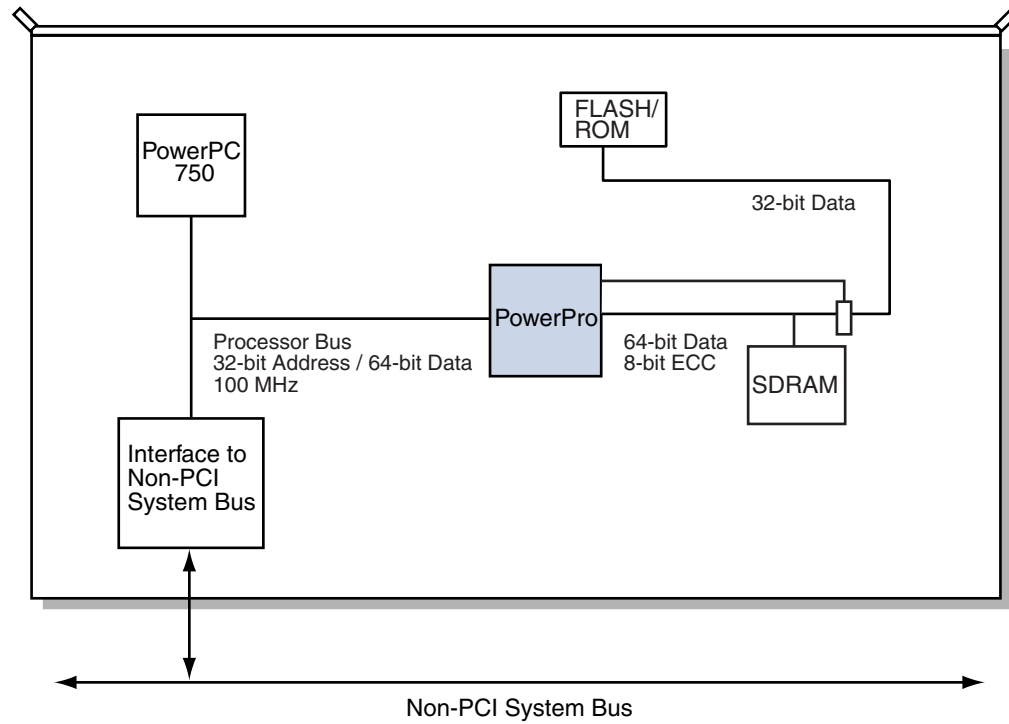 FLASH/
ROM
PowerPC
750
32-bit Data
PowerPro
Processor Bus
32-bit Address / 64-bit Data
100 MHz
64-bit Data
8-bit ECC
SDRAM
Interface to
Non-PCI
System Bus
Non-PCI System Bus